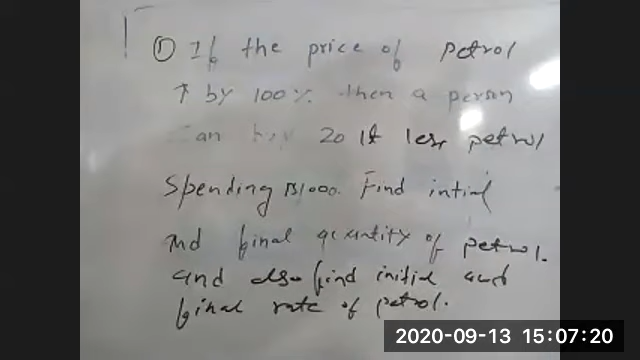 ① If the price of petrol
↑ by 100% then a person
can buy 20 lt less petrol
Spending Rs1000. Find intial
and final quantity of petrol.
and also find initial and
final rate of petrol.
2020-09-13 15:07:20